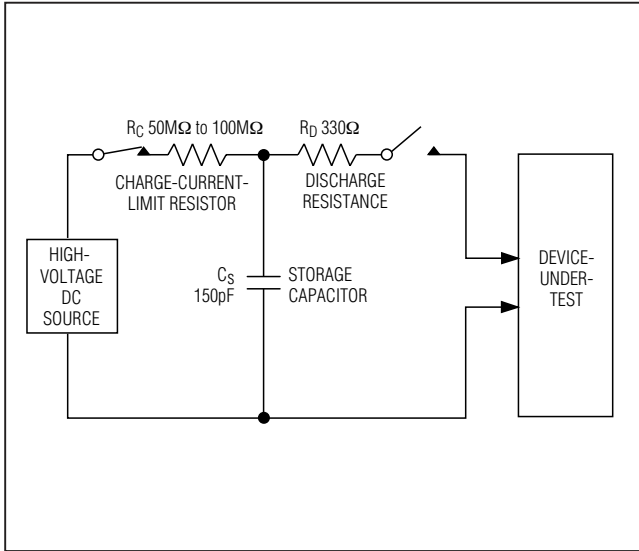 R_C 50MΩ to 100MΩ
CHARGE-CURRENT-
LIMIT RESISTOR
R_D 330Ω
DISCHARGE
RESISTANCE
HIGH-
VOLTAGE
DC
SOURCE
C_S
150pF
STORAGE
CAPACITOR
DEVICE-
UNDER-
TEST